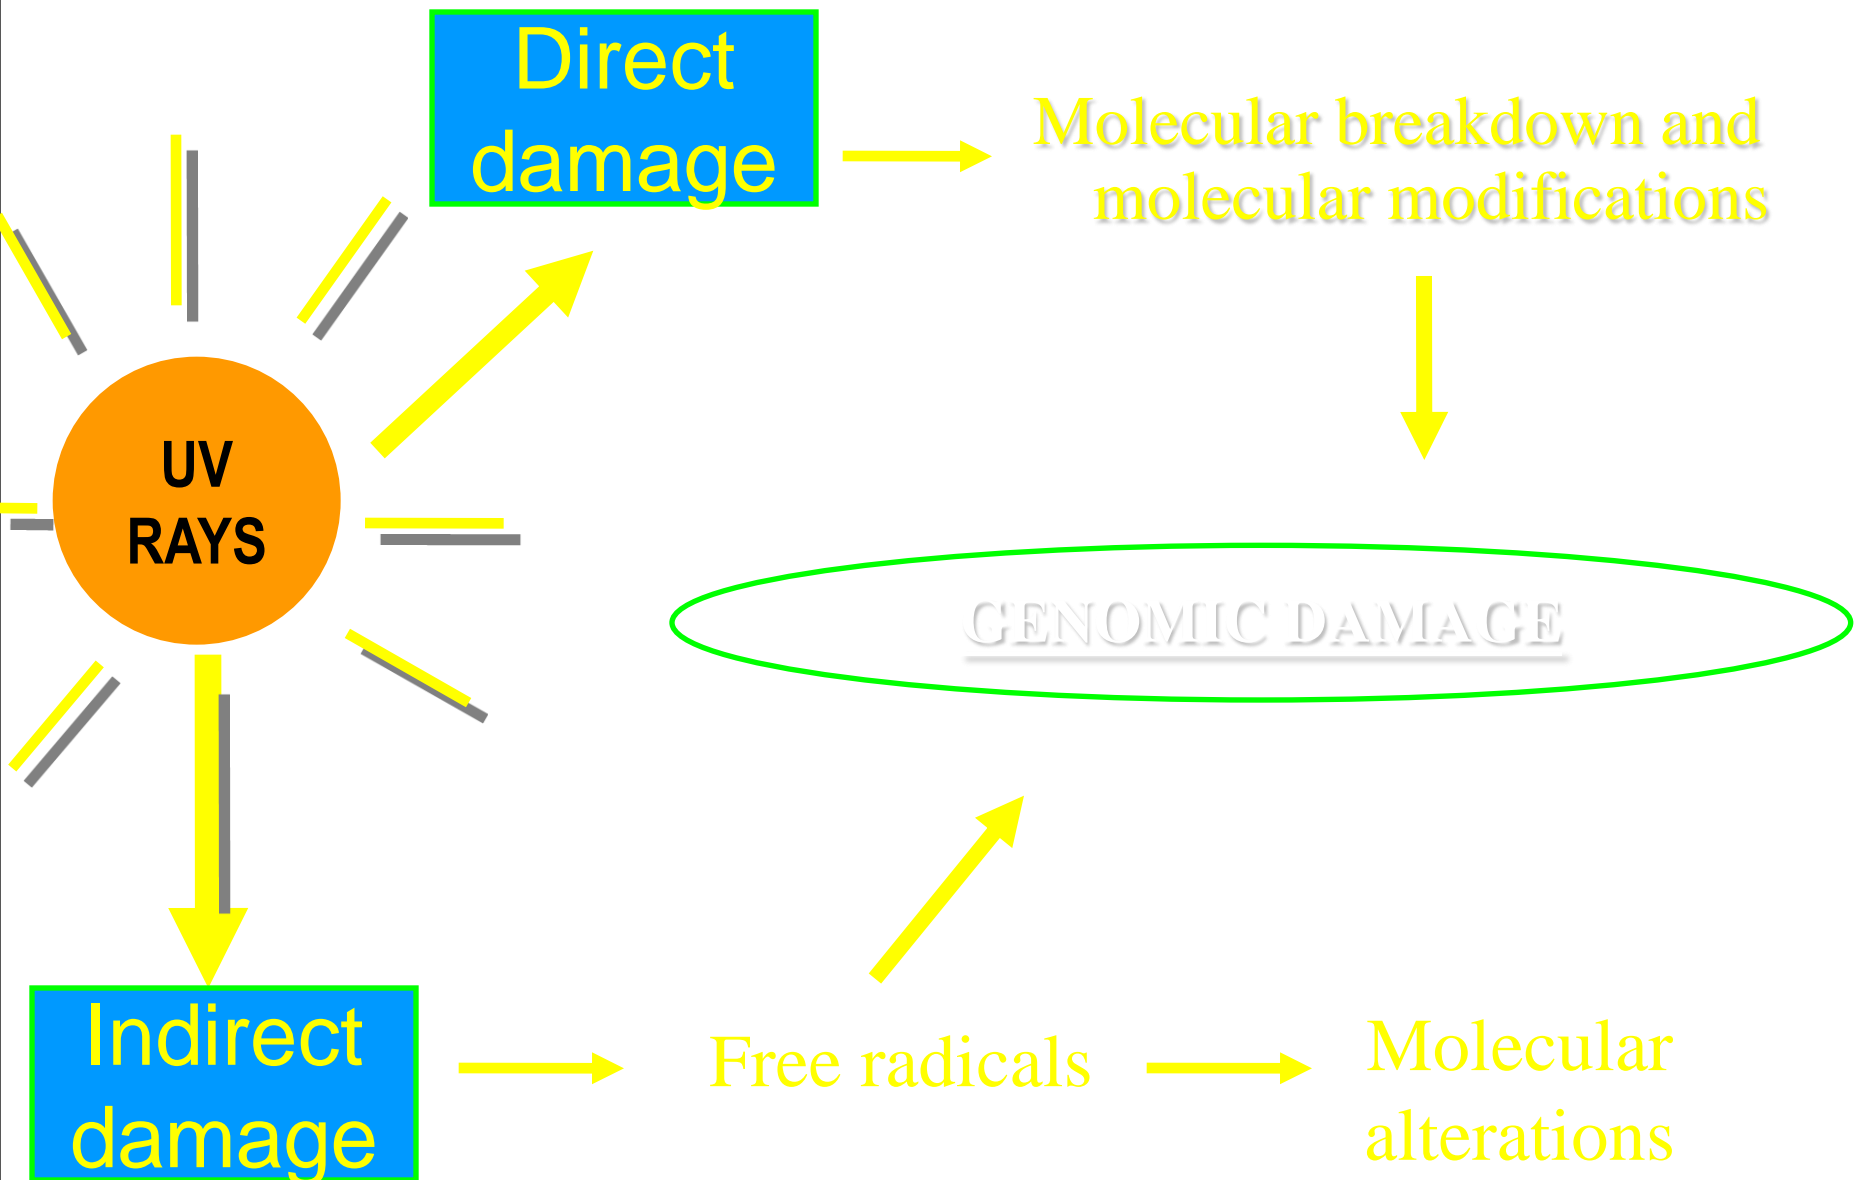 Direct
damage
Molecular breakdown and
molecular modifications
UV
RAYS
GENOMIC DAMAGE
Indirect
damage
Free radicals
Molecular
alterations